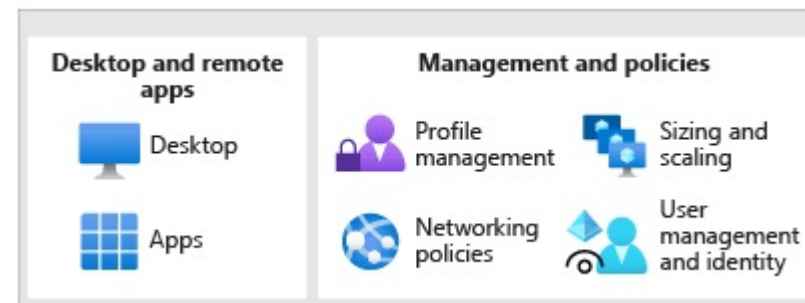 Desktop and remote
apps
Desktop
Apps
Management and policies
Profile
management
Sizing and
scaling
Networking
policies
User
management
and identity